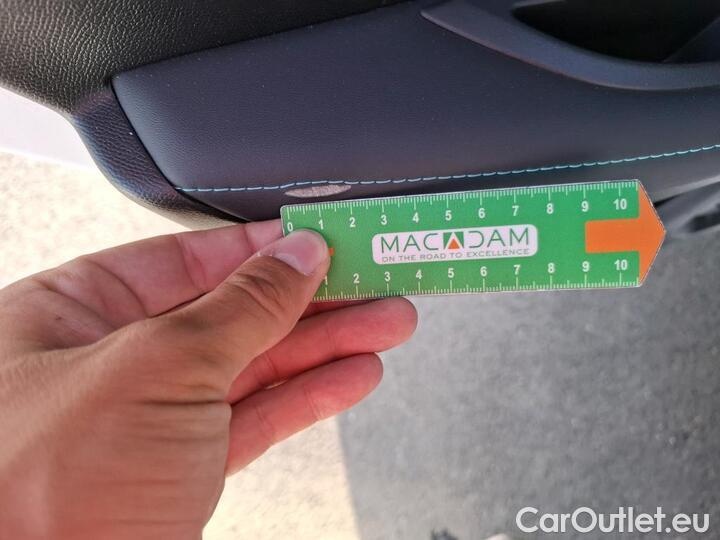 0 1 2 3 4 5 6 7 8 9 10
MACADAM
ON THE ROAD TO EXCELLENCE
1 2 3 4 5 6 7 8 9 10
CarOutlet.eu